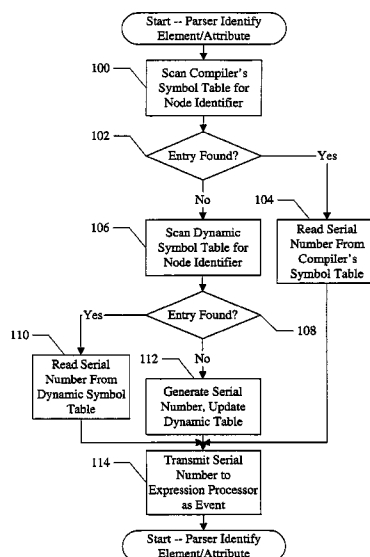 Start -- Parser Identify
Element/Attribute
100
Scan Compiler's
Symbol Table for
Node Identifier
102
Entry Found?
Yes
No
104
Read Serial
Number From
Compiler's
Symbol Table
106
Scan Dynamic
Symbol Table for
Node Identifier
Entry Found?
108
Yes
No
110
Read Serial
Number From
Dynamic Symbol
Table
112
Generate Serial
Number, Update
Dynamic Table
114
Transmit Serial
Number to
Expression Processor
as Event
Start -- Parser Identify
Element/Attribute